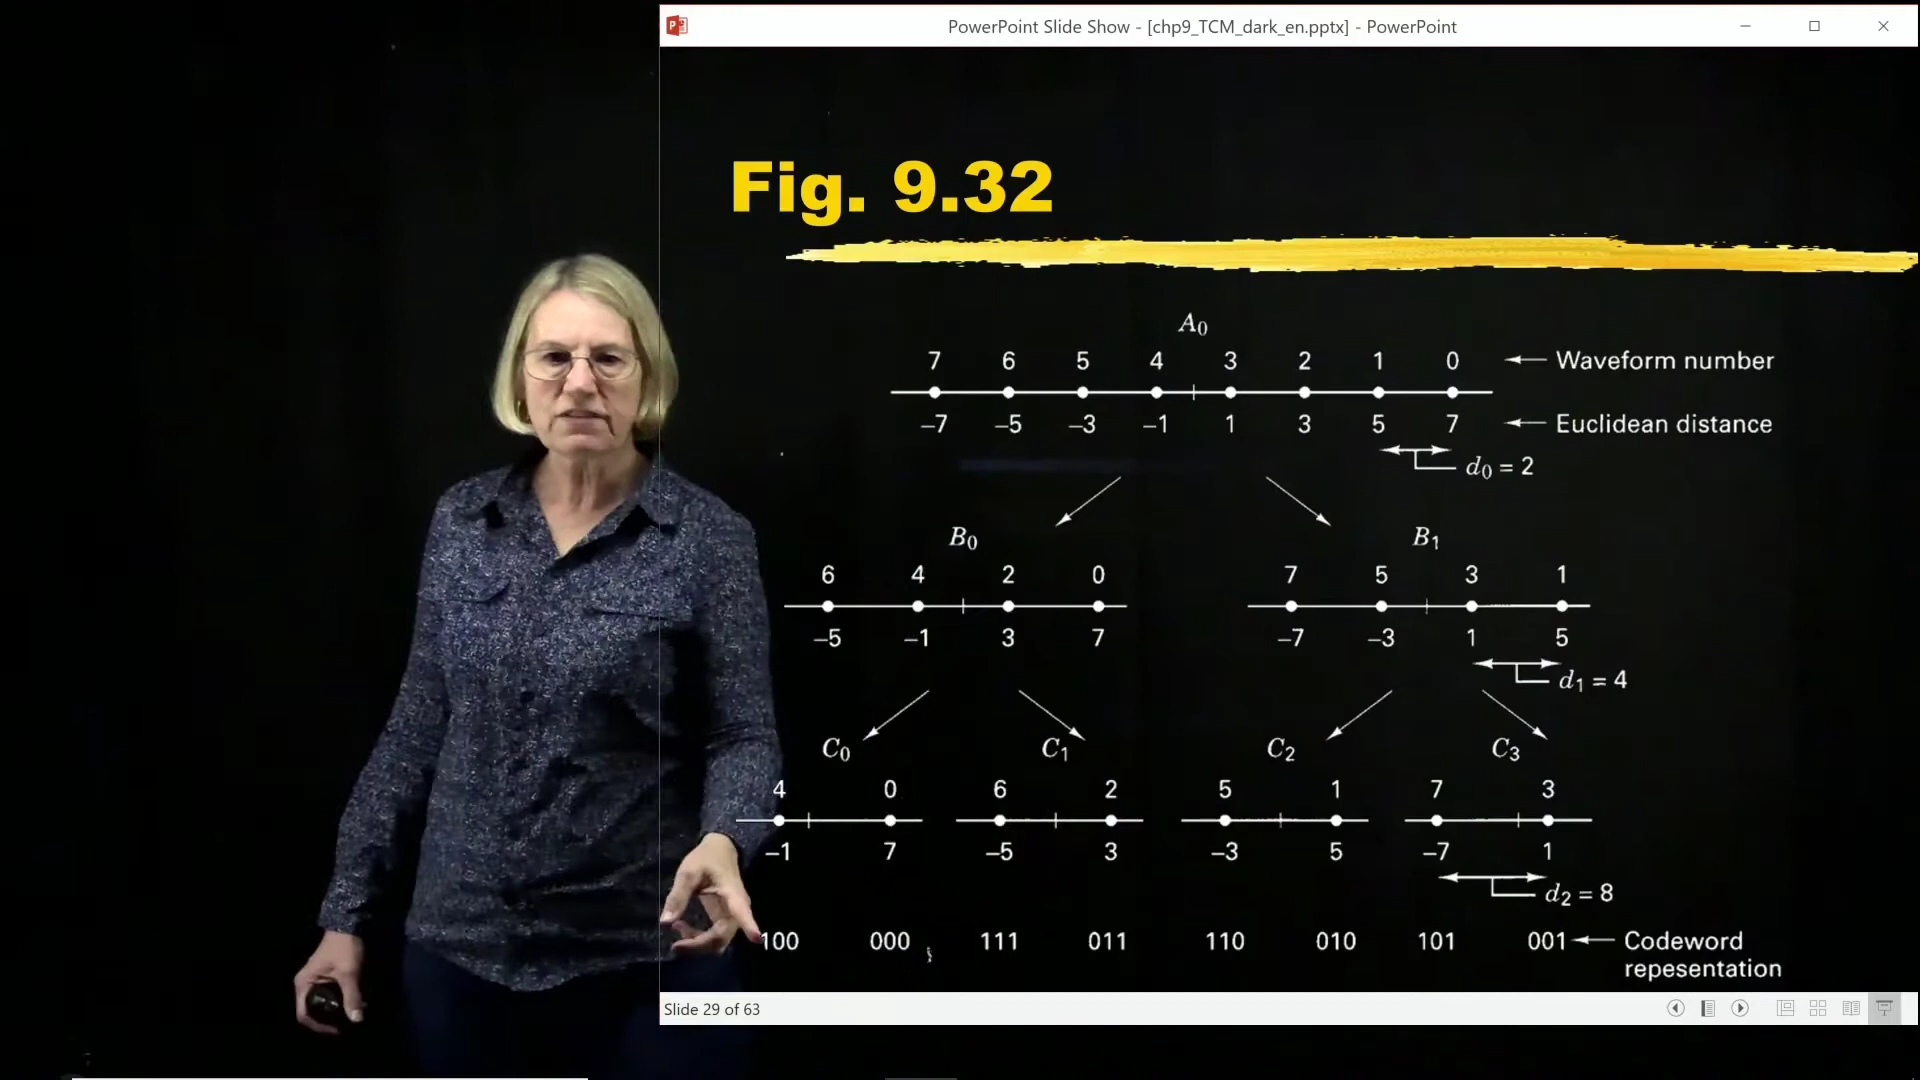 PowerPoint Slide Show - [chp9_TCM_dark_en.pptx] - PowerPoint
Fig. 9.32
A0
7 6 5 4 3 2 1 0 Waveform number
–7 –5 –3 –1 1 3 5 7 Euclidean distance
d0 = 2
B0 B1
6 4 2 0 7 5 3 1
–5 –1 3 7 –7 –3 1 5
d1 = 4
C0 C1 C2 C3
4 0 6 2 5 1 7 3
–1 7 –5 3 –3 5 –7 1
d2 = 8
100 000 111 011 110 010 101 001 Codeword
repesentation
Slide 29 of 63